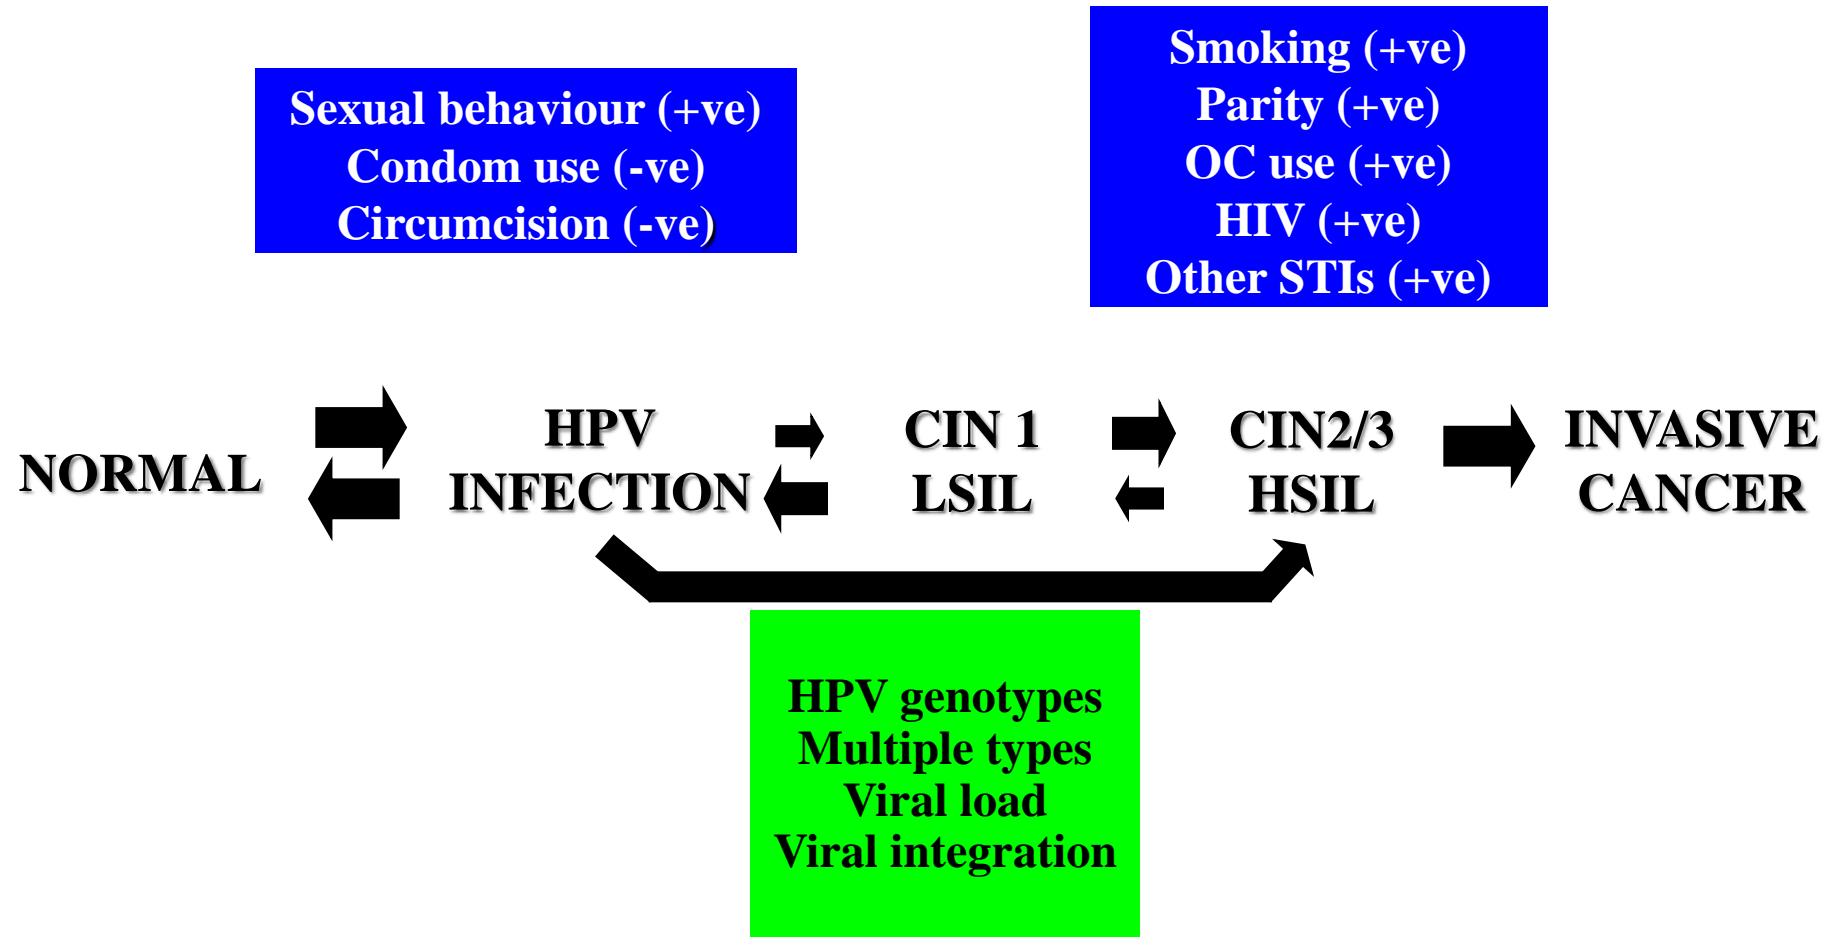 Smoking (+ve)
Parity (+ve)
OC use (+ve)
HIV (+ve)
Other STIs (+ve)
Sexual behaviour (+ve)
Condom use (-ve)
Circumcision (-ve)
NORMAL
HPV
INFECTION
CIN 1
LSIL
CIN2/3
HSIL
INVASIVE
CANCER
HPV genotypes
Multiple types
Viral load
Viral integration